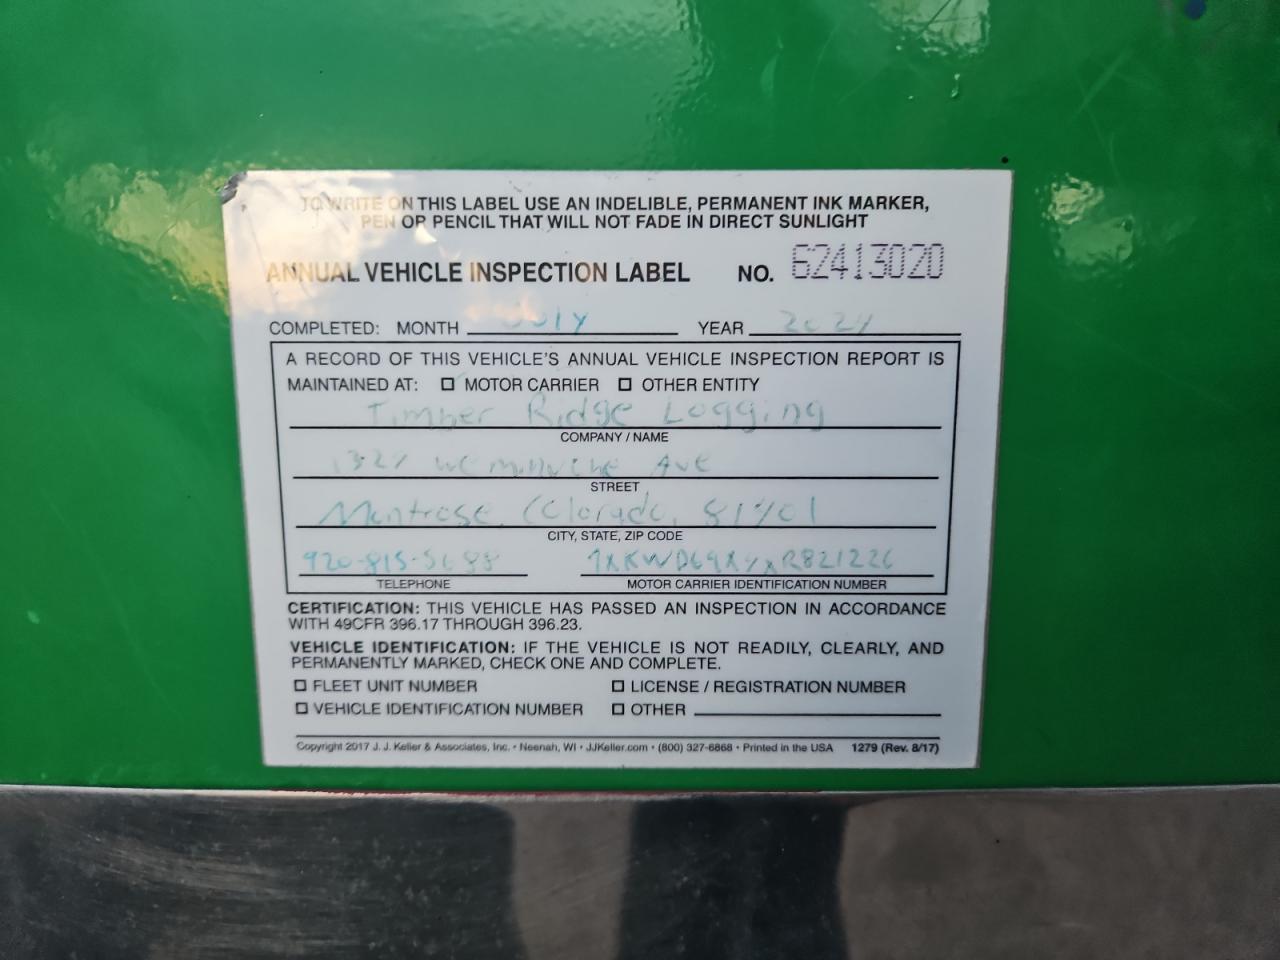 TO WRITE ON THIS LABEL USE AN INDELIBLE, PERMANENT INK MARKER,
PEN OR PENCIL THAT WILL NOT FADE IN DIRECT SUNLIGHT
ANNUAL VEHICLE INSPECTION LABEL NO. 62413020
COMPLETED: MONTH July YEAR 2024
A RECORD OF THIS VEHICLE'S ANNUAL VEHICLE INSPECTION REPORT IS
MAINTAINED AT: MOTOR CARRIER OTHER ENTITY
Timber Ridge Logging
COMPANY / NAME
Ave
STREET
Montrose, Colorado, 81401
CITY, STATE, ZIP CODE
TELEPHONE MOTOR CARRIER IDENTIFICATION NUMBER
CERTIFICATION: THIS VEHICLE HAS PASSED AN INSPECTION IN ACCORDANCE
WITH 49CFR 396.17 THROUGH 396.23.
VEHICLE IDENTIFICATION: IF THE VEHICLE IS NOT READILY, CLEARLY, AND
PERMANENTLY MARKED, CHECK ONE AND COMPLETE.
FLEET UNIT NUMBER LICENSE / REGISTRATION NUMBER
VEHICLE IDENTIFICATION NUMBER OTHER
Copyright 2017 J. J. Keller & Associates, Inc. • Neenah, WI • JJKeller.com • (800) 327-6868 • Printed in the USA 1279 (Rev. 8/17)